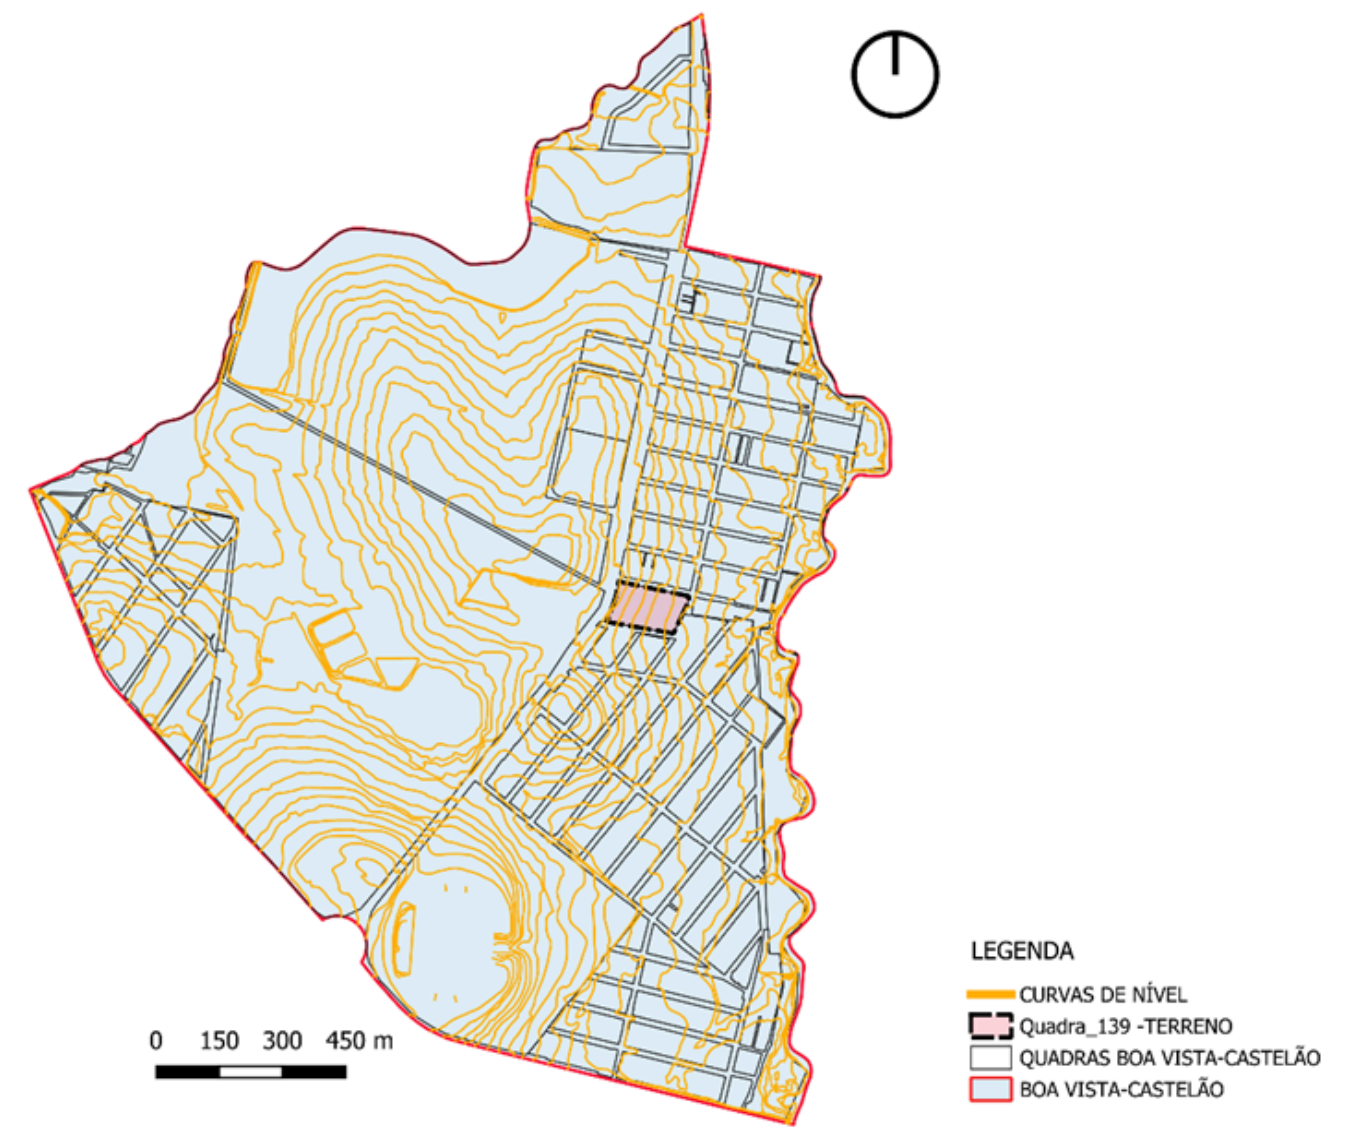 LEGENDA
CURVAS DE NÍVEL
Quadra_139 -TERRENO
QUADRAS BOA VISTA-CASTELÃO
BOA VISTA-CASTELÃO
0 150 300 450 m